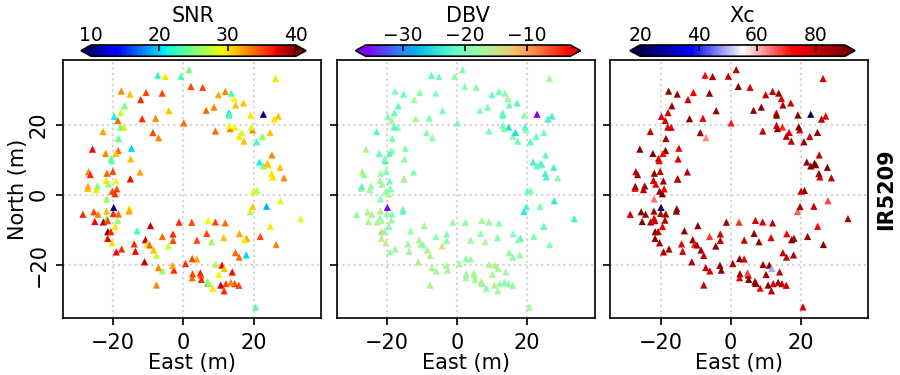 SNR DBV Xc
10 20 30 40 −30 −20 −10 20 40 60 80
20
0
−20
North (m)
IR5209
−20 0 20 −20 0 20 −20 0 20
East (m) East (m) East (m)